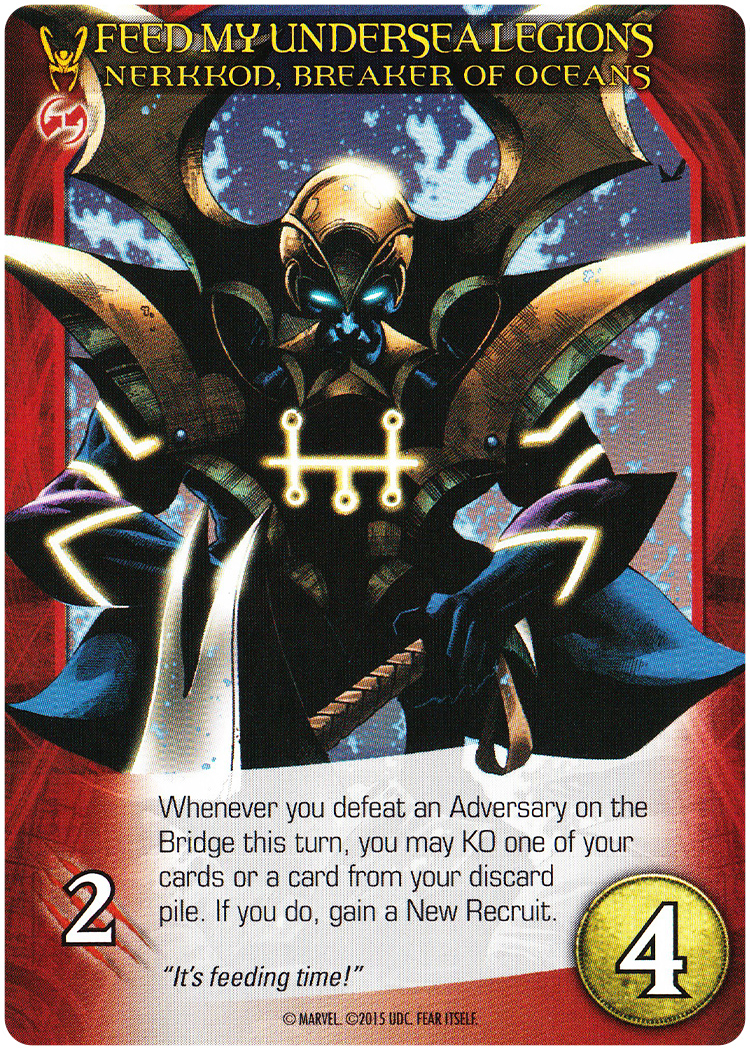 FEED MY UNDERSEA LEGIONS
NERKKOD, BREAKER OF OCEANS
Whenever you defeat an Adversary on the
Bridge this turn, you may KO one of your
cards or a card from your discard
pile. If you do, gain a New Recruit.
2
4
"It's feeding time!"
© MARVEL. ©2015 UDC. FEAR ITSELF.